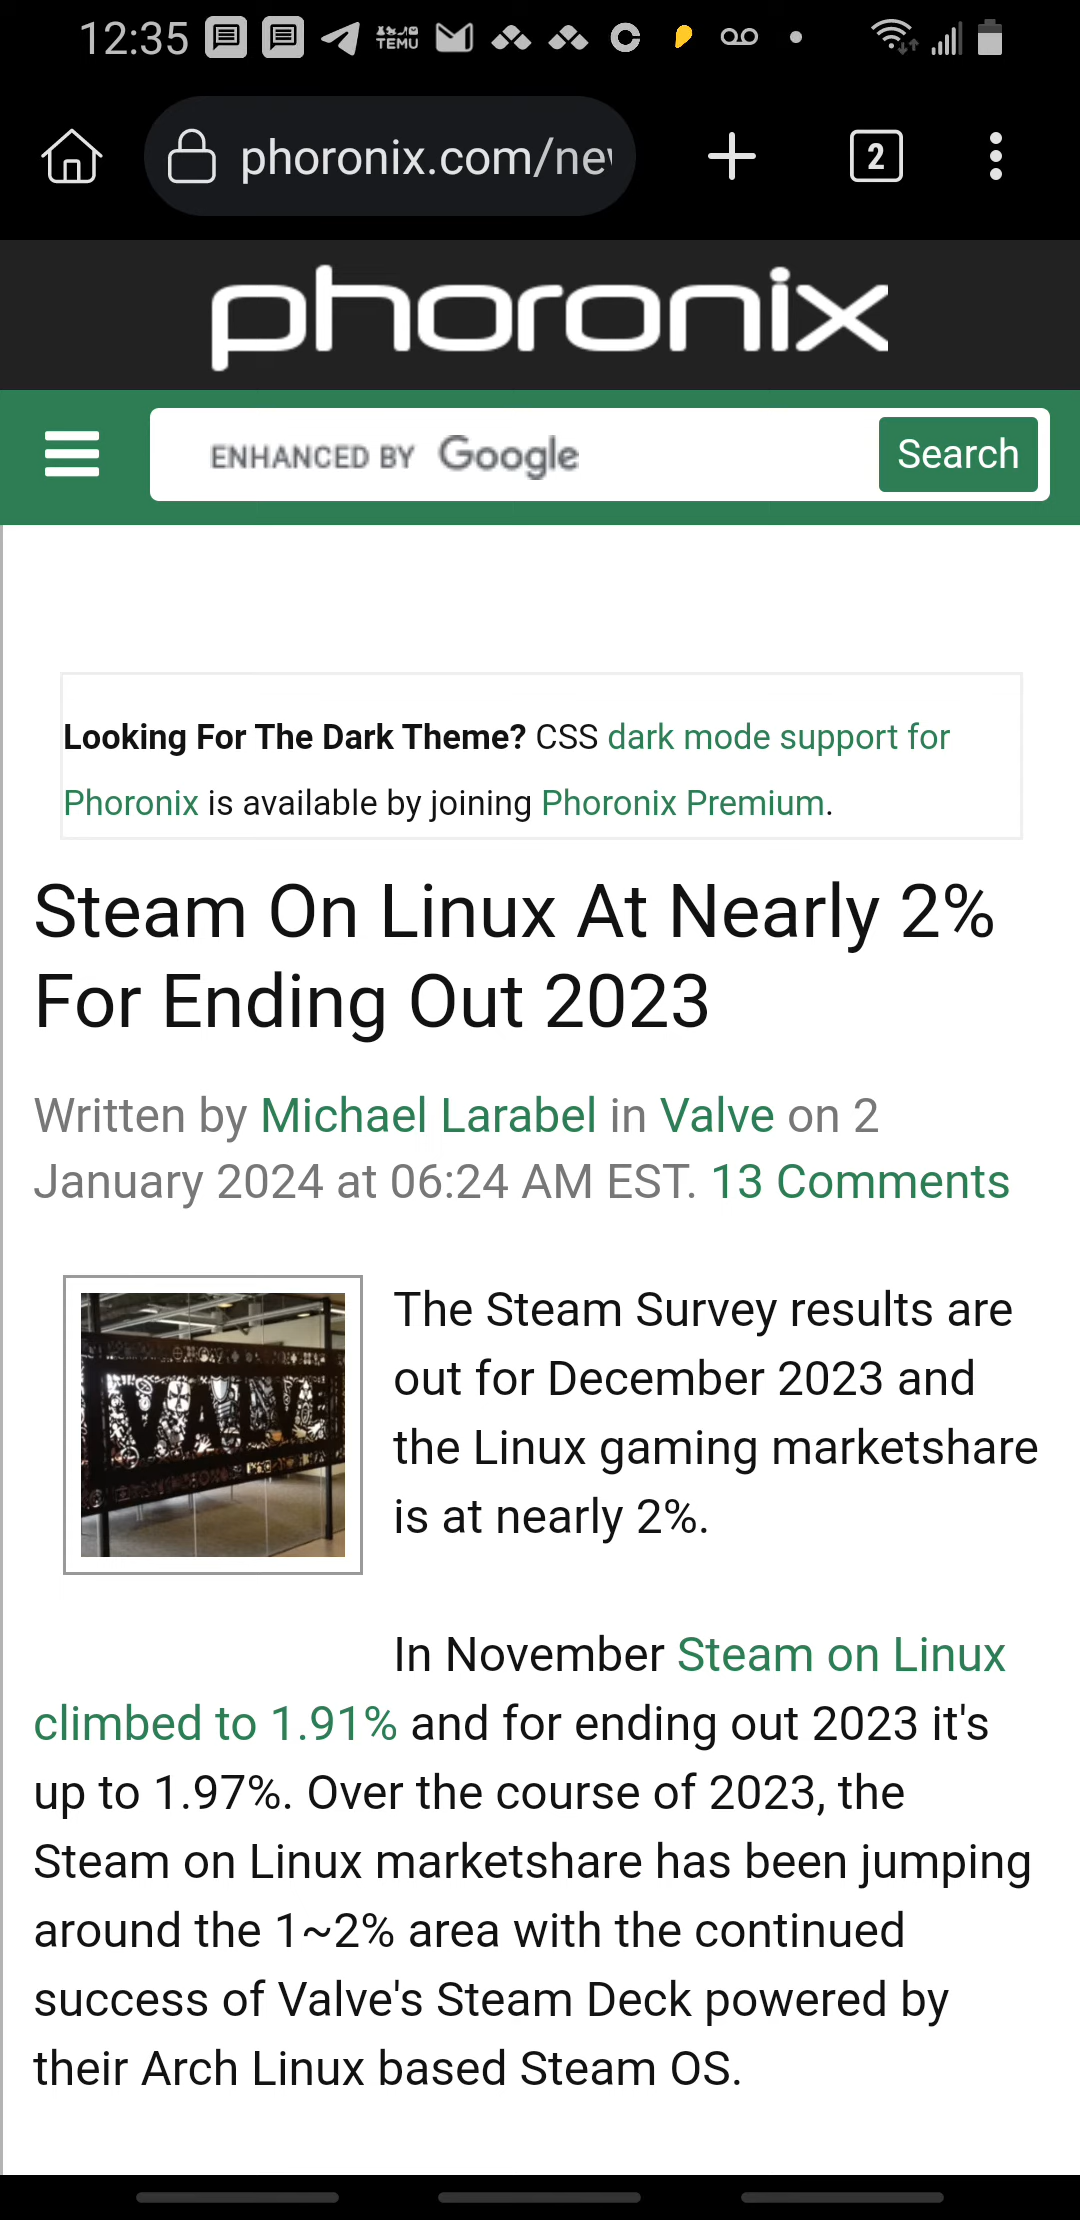 12:35
TEMU
phoronix.com/ne
2
phoronix
ENHANCED BY Google
Search
Looking For The Dark Theme? CSS dark mode support for
Phoronix is available by joining Phoronix Premium.
Steam On Linux At Nearly 2%
For Ending Out 2023
Written by Michael Larabel in Valve on 2
January 2024 at 06:24 AM EST. 13 Comments
VALVE
The Steam Survey results are
out for December 2023 and
the Linux gaming marketshare
is at nearly 2%.
In November Steam on Linux
climbed to 1.91% and for ending out 2023 it's
up to 1.97%. Over the course of 2023, the
Steam on Linux marketshare has been jumping
around the 1~2% area with the continued
success of Valve's Steam Deck powered by
their Arch Linux based Steam OS.